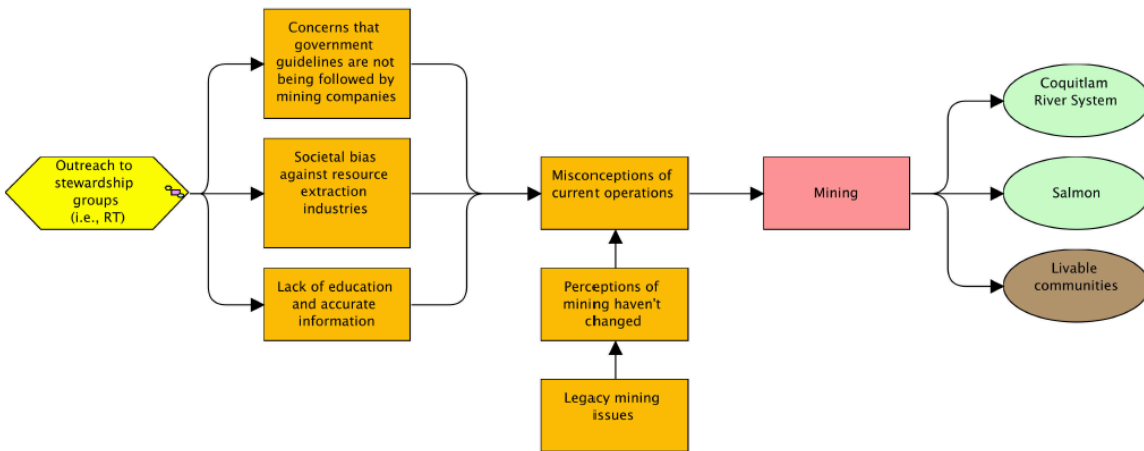 Concerns that
government
guidelines are not
being followed by
mining companies
Outreach to
stewardship
groups
(i.e., RT)
Societal bias
against resource
extraction
industries
Lack of education
and accurate
information
Misconceptions of
current operations
Perceptions of
mining haven't
changed
Legacy mining
issues
Mining
Coquitlam
River System
Salmon
Livable
communities